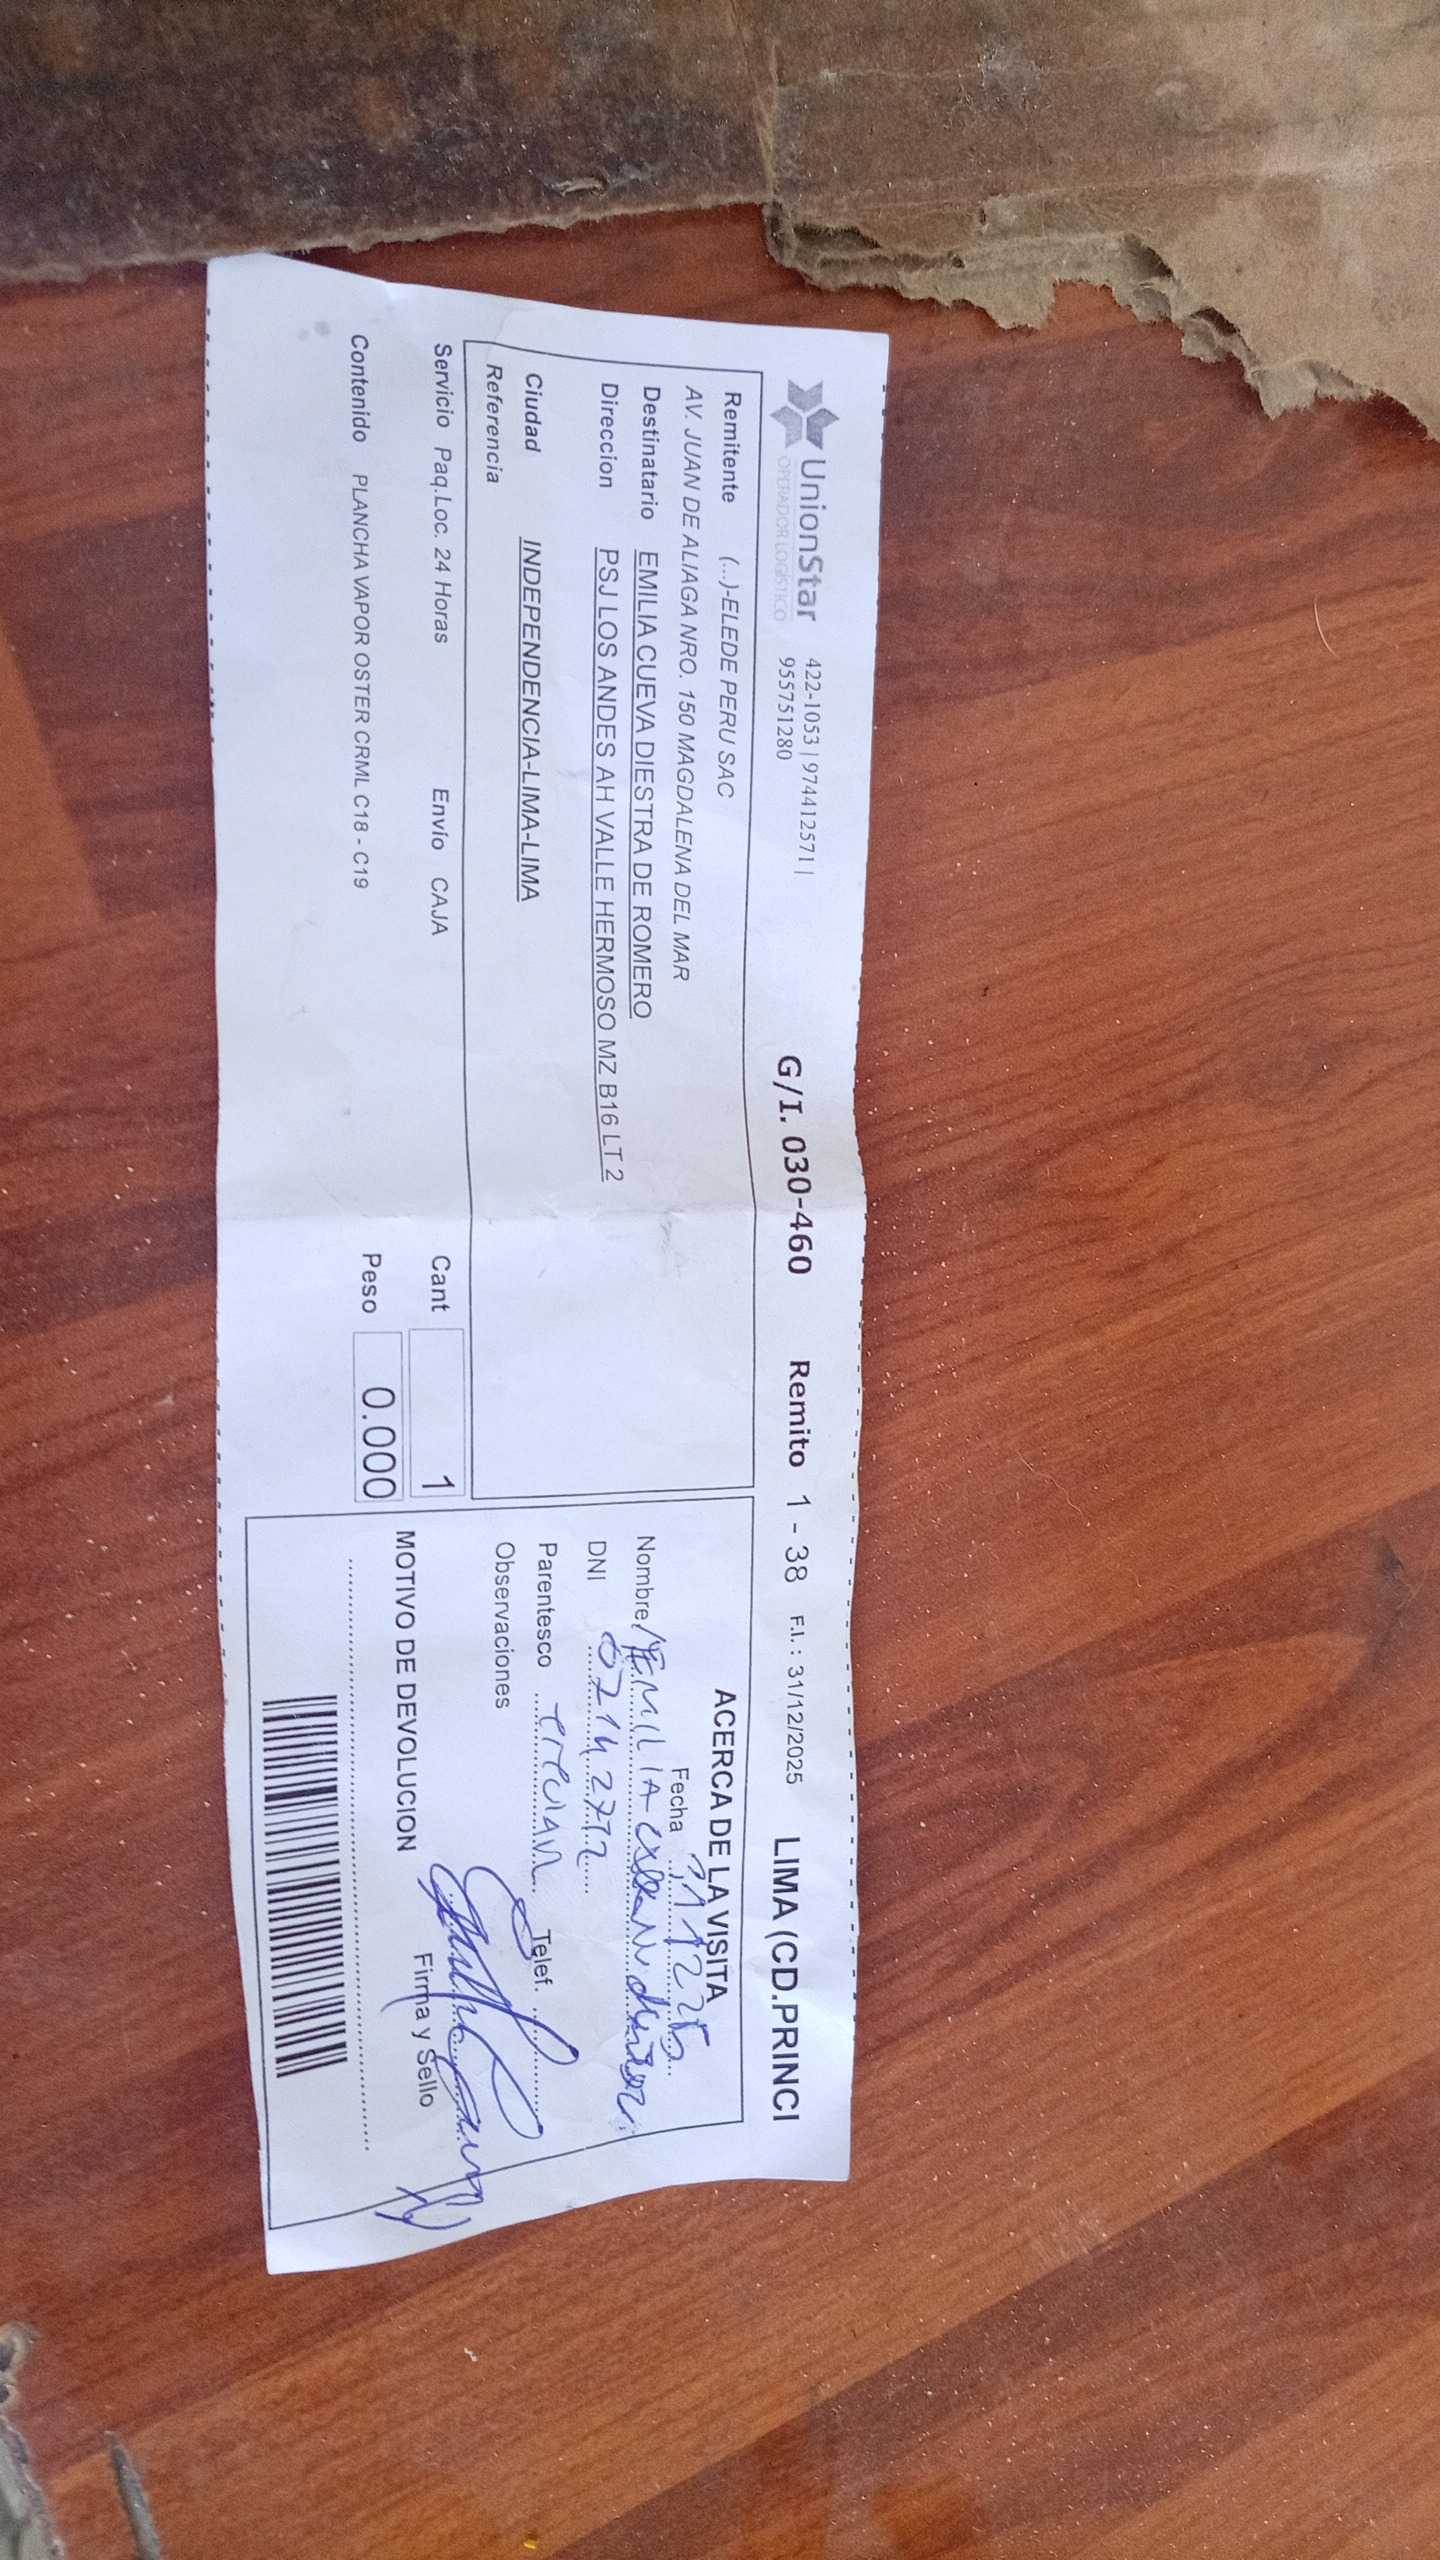 UnionStar
OPERADOR LOGÍSTICO
422-1053 | 974412571 |
955751280
G/I. 030-460
Remito 1 - 38 F.I.: 31/12/2025 LIMA (CD.PRINCI
Remitente (...)-ELEDE PERU SAC
AV. JUAN DE ALIAGA NRO. 150 MAGDALENA DEL MAR
Destinatario EMILIA CUEVA DIESTRA DE ROMERO
Direccion PSJ LOS ANDES AH VALLE HERMOSO MZ B16 LT 2
Ciudad INDEPENDENCIA-LIMA-LIMA
Referencia
Servicio Paq.Loc. 24 Horas Envío CAJA Cant 1
Contenido PLANCHA VAPOR OSTER CRML C18 - C19 Peso 0.000
ACERCA DE LA VISITA
Fecha
Nombre EMILIA
DNI
Parentesco
Telef.
Observaciones
Firma y Sello
MOTIVO DE DEVOLUCION